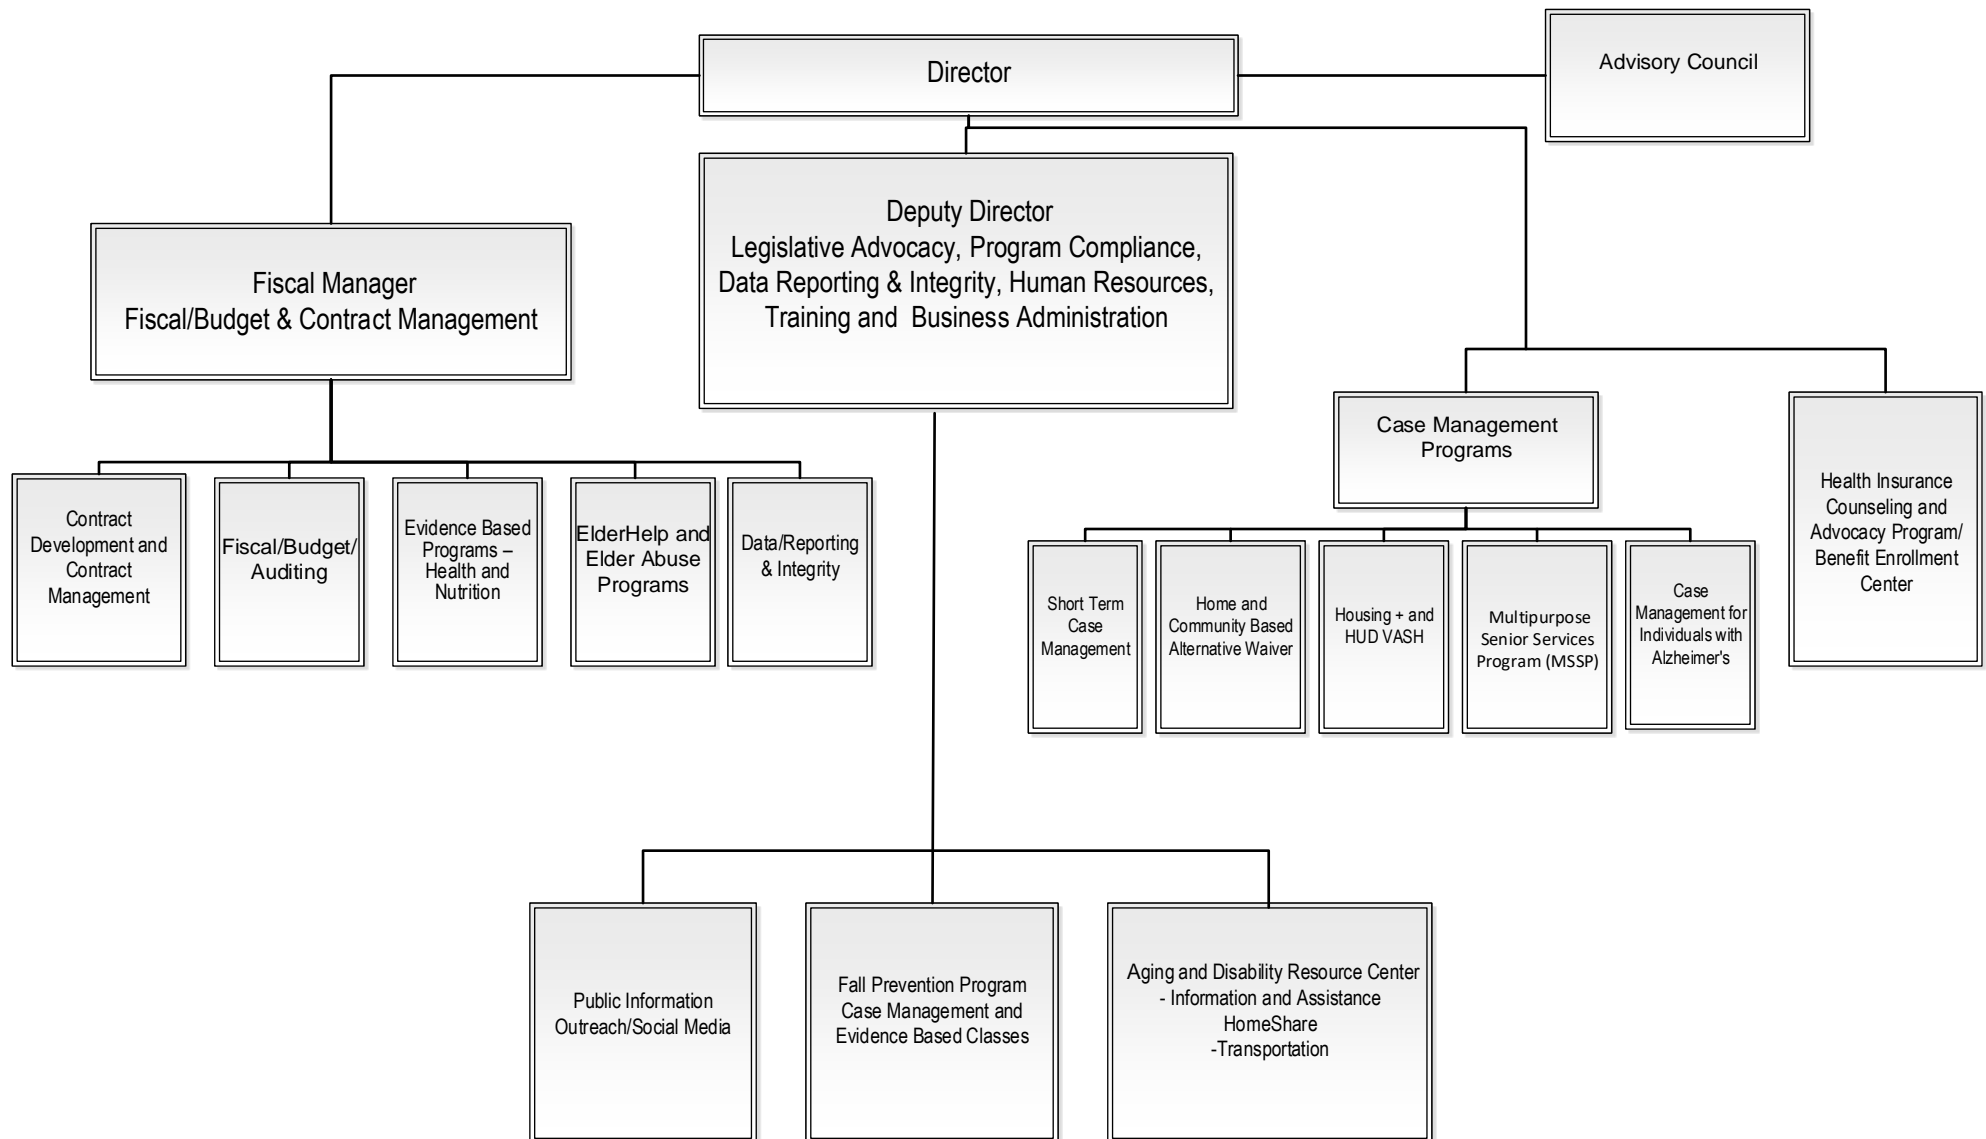 Director
Advisory Council
Deputy Director
Legislative Advocacy, Program Compliance,
Data Reporting & Integrity, Human Resources,
Training and  Business Administration
Fiscal Manager
Fiscal/Budget & Contract Management
Case Management
Programs
Health Insurance
Counseling and
Advocacy Program/
Benefit Enrollment
Center
Contract
Development and
Contract
Management
Fiscal/Budget/
Auditing
Evidence Based
Programs –
Health and
Nutrition
ElderHelp and
Elder Abuse
Programs
Data/Reporting
& Integrity
Short Term
Case
Management
Home and
Community Based
Alternative Waiver
Housing + and
HUD VASH
Multipurpose
Senior Services
Program (MSSP)
Case
Management for
Individuals with
Alzheimer's
Public Information
Outreach/Social Media
Fall Prevention Program
Case Management and
Evidence Based Classes
Aging and Disability Resource Center
- Information and Assistance
HomeShare
-Transportation